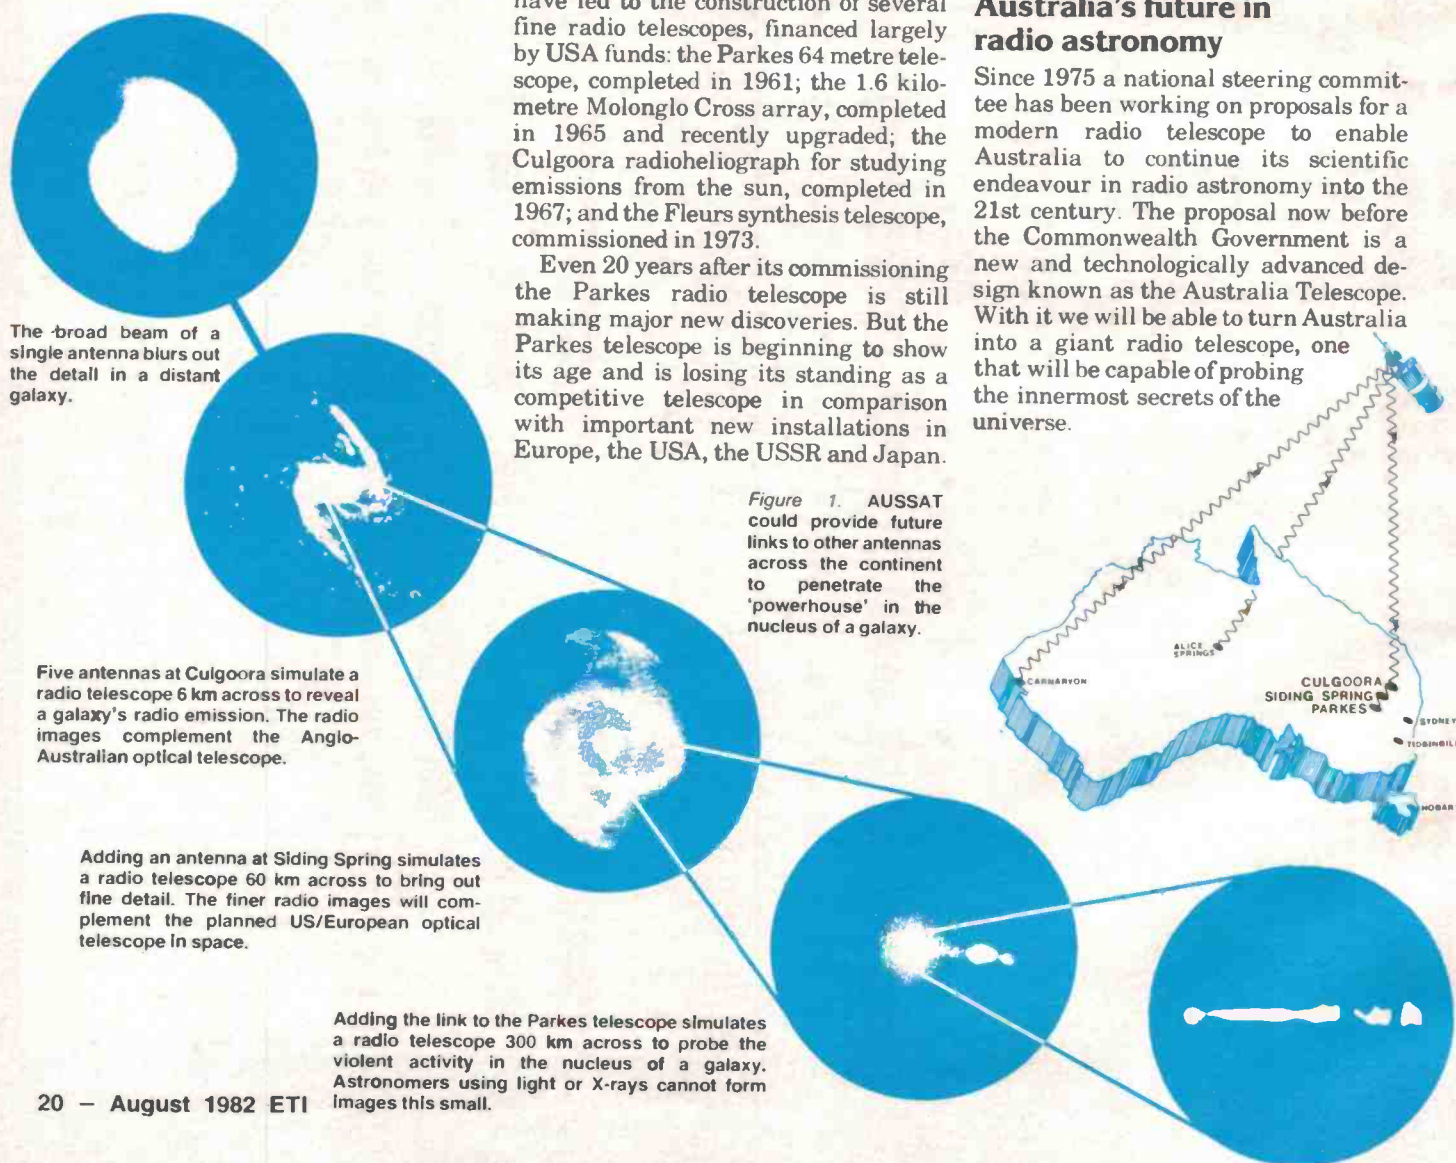 have led to the construction of several
fine radio telescopes, financed largely
by USA funds: the Parkes 64 metre tele-
scope, completed in 1961; the 1.6 kilo-
metre Molonglo Cross array, completed
in 1965 and recently upgraded; the
Culgoora radioheliograph for studying
emissions from the sun, completed in
1967; and the Fleurs synthesis telescope,
commissioned in 1973.
Even 20 years after its commissioning
the Parkes radio telescope is still
making major new discoveries. But the
Parkes telescope is beginning to show
its age and is losing its standing as a
competitive telescope in comparison
with important new installations in
Europe, the USA, the USSR and Japan.
Australia's future in
radio astronomy
Since 1975 a national steering commit-
tee has been working on proposals for a
modern radio telescope to enable
Australia to continue its scientific
endeavour in radio astronomy into the
21st century. The proposal now before
the Commonwealth Government is a
new and technologically advanced de-
sign known as the Australia Telescope.
With it we will be able to turn Australia
into a giant radio telescope, one
that will be capable of probing
the innermost secrets of the
universe.
The broad beam of a
single antenna blurs out
the detail in a distant
galaxy.
Figure 1. AUSSAT
could provide future
links to other antennas
across the continent
to penetrate the
'powerhouse' in the
nucleus of a galaxy.
ALICE
SPRINGS
CARNARVON
CULGOORA
SIDING SPRING
PARKES
SYDNEY
TIDBINBIL
HOBAR
Five antennas at Culgoora simulate a
radio telescope 6 km across to reveal
a galaxy's radio emission. The radio
images complement the Anglo-
Australian optical telescope.
Adding an antenna at Siding Spring simulates
a radio telescope 60 km across to bring out
fine detail. The finer radio images will com-
plement the planned US/European optical
telescope in space.
Adding the link to the Parkes telescope simulates
a radio telescope 300 km across to probe the
violent activity in the nucleus of a galaxy.
Astronomers using light or X-rays cannot form
images this small.
20 — August 1982 ETI